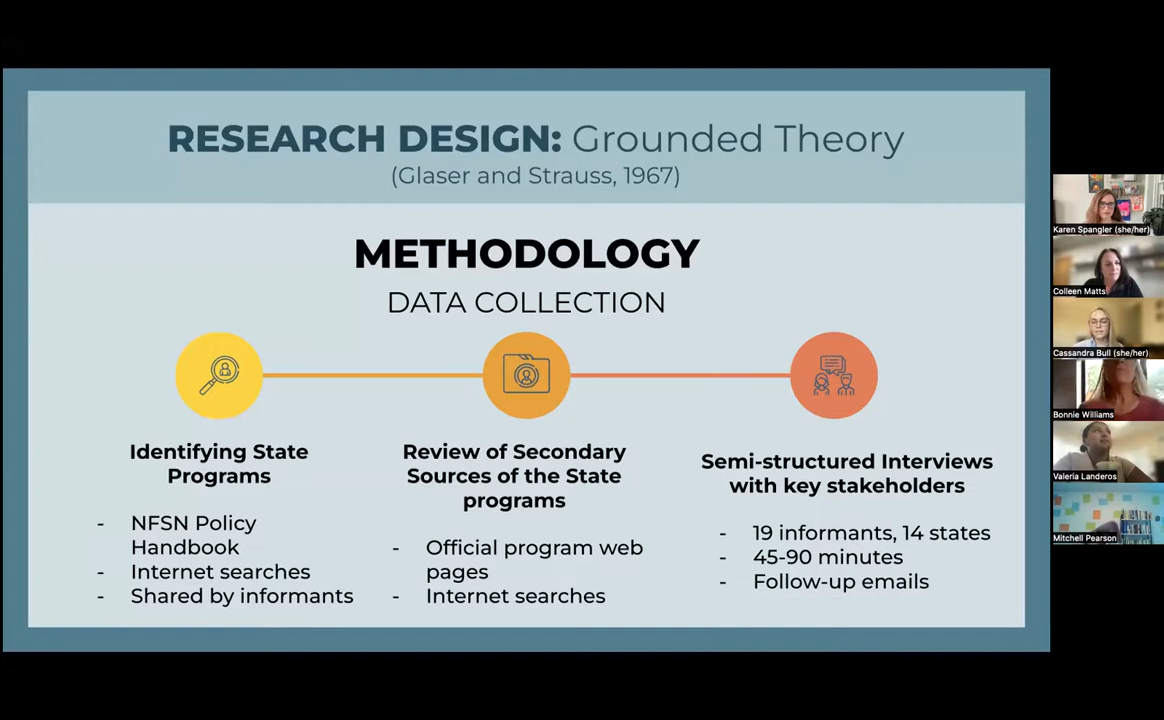 RESEARCH DESIGN: Grounded Theory
(Glaser and Strauss, 1967)
METHODOLOGY
DATA COLLECTION
Identifying State
Programs
- NFSN Policy
Handbook
- Internet searches
- Shared by informants
Review of Secondary
Sources of the State
programs
- Official program web
pages
- Internet searches
Semi-structured Interviews
with key stakeholders
- 19 informants, 14 states
- 45-90 minutes
- Follow-up emails
Karen Spangler (she/her)
Colleen Matts
Cassandra Bull (she/her)
Bonnie Williams
Valeria Landeros
Mitchell Pearson